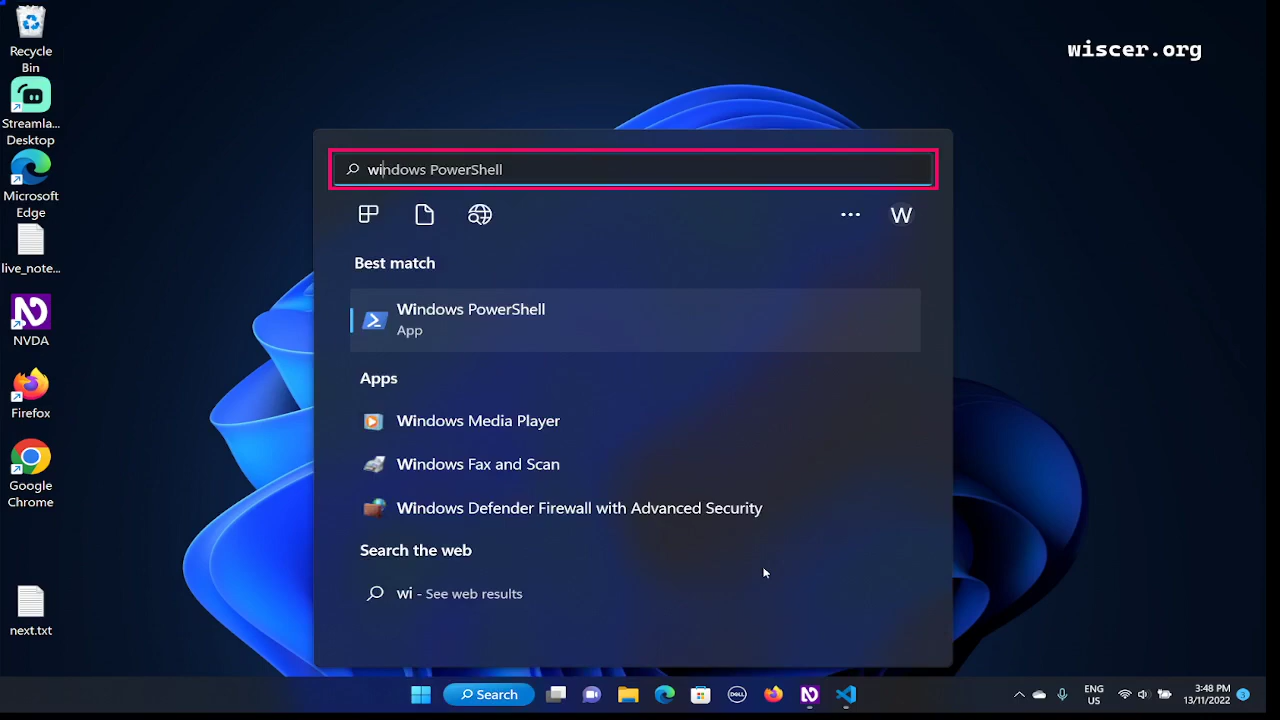 wiscer.org
Recycle
Bin
Streamla...
Desktop
Microsoft
Edge
live_note...
NVDA
Firefox
Google
Chrome
next.txt
windows PowerShell
W
Best match
Windows PowerShell
App
Apps
Windows Media Player
Windows Fax and Scan
Windows Defender Firewall with Advanced Security
Search the web
wi - See web results
Search
DELL
ENG
US
3:48 PM
13/11/2022
3